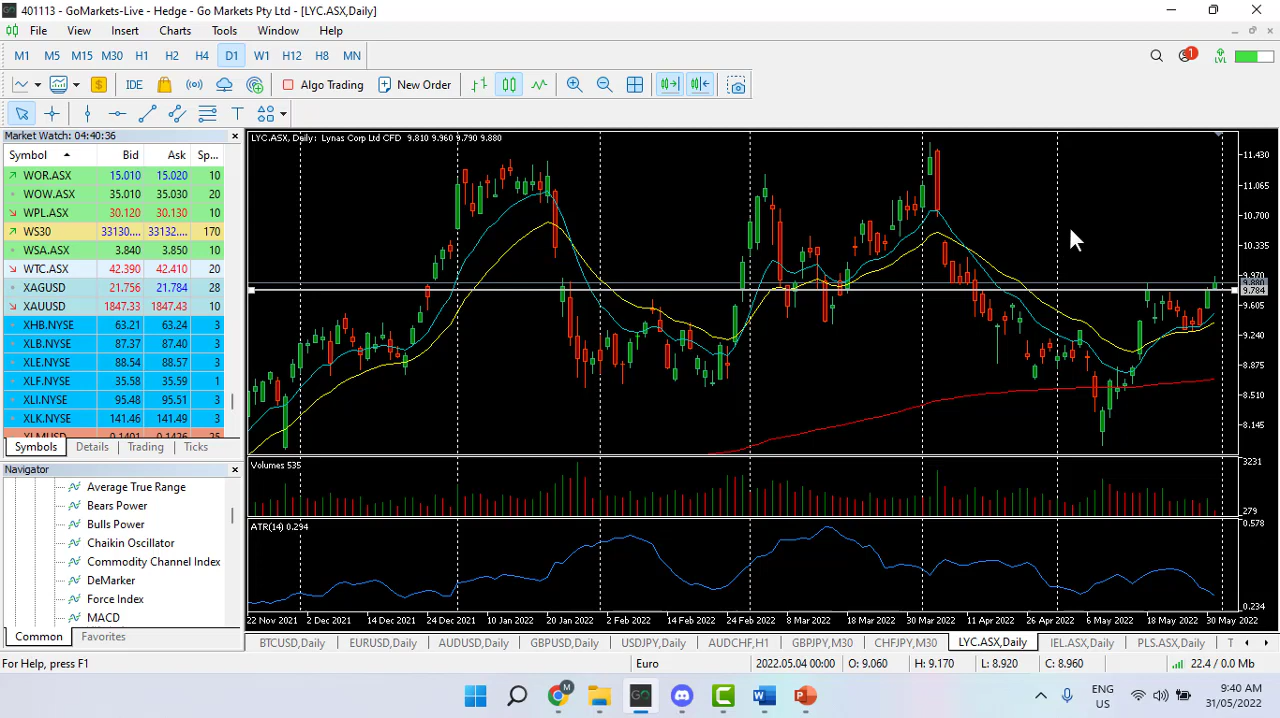 401113 - GoMarkets-Live - Hedge - Go Markets Pty Ltd - [LYC.ASX,Daily]
File View Insert Charts Tools Window Help
M1 M5 M15 M30 H1 H2 H4 D1 W1 H12 H8 MN
1 LVL
IDE Algo Trading New Order
T
Market Watch: 04:40:36
Symbol Bid Ask Sp...
WOR.ASX 15.010 15.020 10
WOW.ASX 35.010 35.030 20
WPL.ASX 30.120 30.130 10
WS30 33130.... 33132.... 170
WSA.ASX 3.840 3.850 10
WTC.ASX 42.390 42.410 20
XAGUSD 21.756 21.784 28
XAUUSD 1847.33 1847.43 10
XHB.NYSE 63.21 63.24 3
XLB.NYSE 87.37 87.40 3
XLE.NYSE 88.54 88.57 3
XLF.NYSE 35.58 35.59 1
XLI.NYSE 95.48 95.51 3
XLK.NYSE 141.46 141.49 3
Symbols Details Trading Ticks
Navigator
Average True Range
Bears Power
Bulls Power
Chaikin Oscillator
Commodity Channel Index
DeMarker
Force Index
MACD
Common Favorites
LYC.ASX, Daily: Lynas Corp Ltd CFD 9.810 9.960 9.790 9.880
11.430
11.065
10.700
10.335
9.970
9.880
9.784
9.605
9.240
8.875
8.510
8.145
Volumes 535
3231
279
ATR(14) 0.294
0.578
0.234
22 Nov 2021 2 Dec 2021 14 Dec 2021 24 Dec 2021 10 Jan 2022 20 Jan 2022 2 Feb 2022 14 Feb 2022 24 Feb 2022 8 Mar 2022 18 Mar 2022 30 Mar 2022 11 Apr 2022 26 Apr 2022 6 May 2022 18 May 2022 30 May 2022
BTCUSD,Daily EURUSD,Daily AUDUSD,Daily GBPUSD,Daily USDJPY,Daily AUDCHF,H1 GBPJPY,M30 CHFJPY,M30 LYC.ASX,Daily IEL.ASX,Daily PLS.ASX,Daily T
For Help, press F1 Euro 2022.05.04 00:00 O: 9.060 H: 9.170 L: 8.920 C: 8.960 22.4 / 0.0 Mb
M GO
ENG
US
9:40 AM
31/05/2022